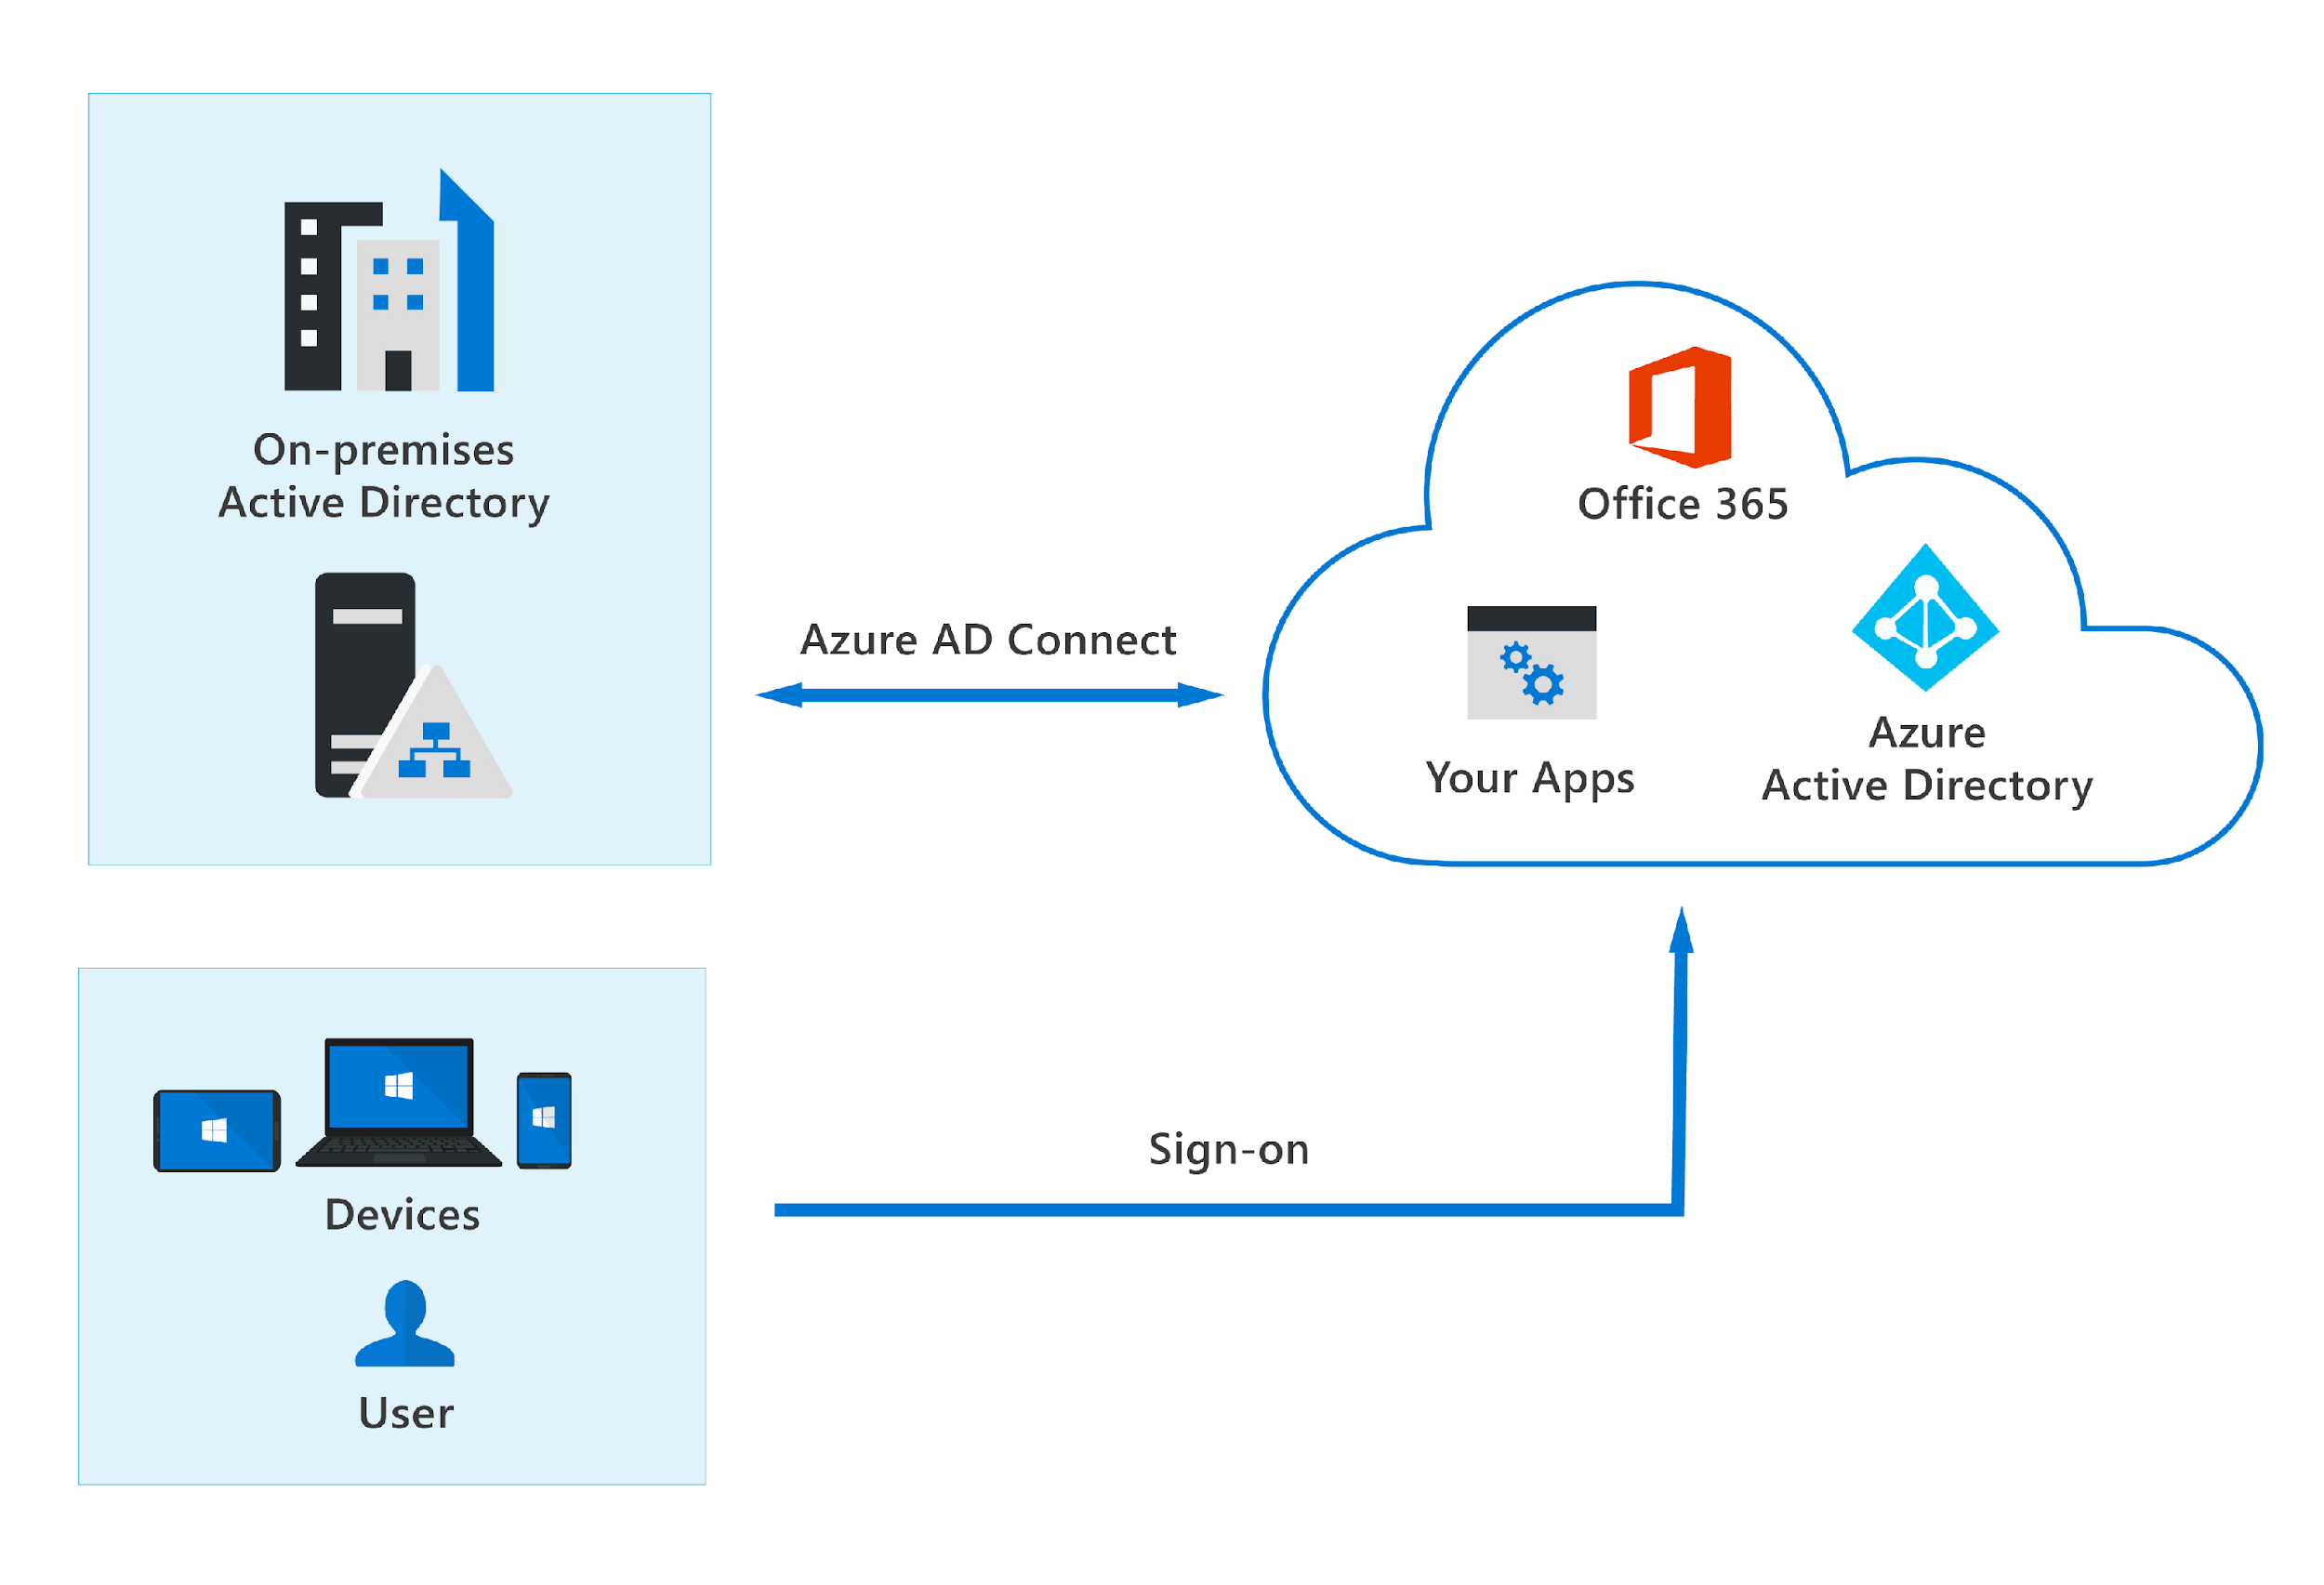 On-premises
Active Directory
Azure AD Connect
Office 365
Your Apps
Azure
Active Directory
Devices
User
Sign-on